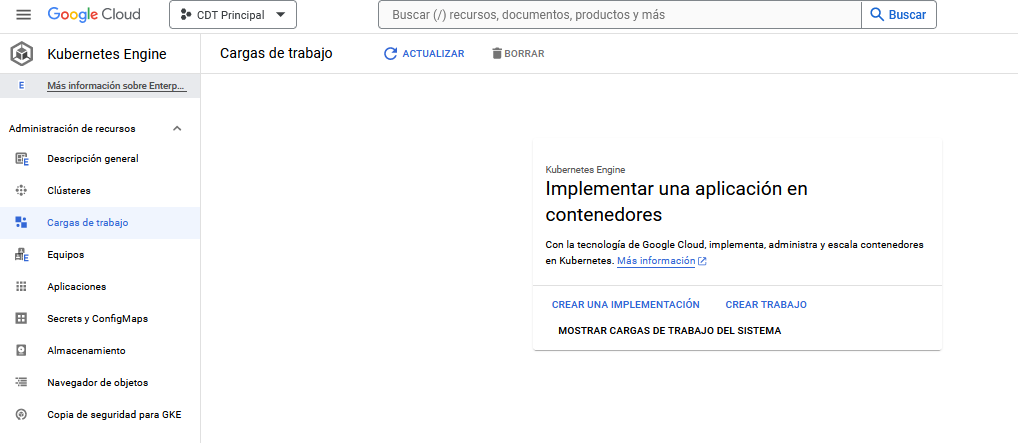 Google Cloud
CDT Principal
Buscar (/) recursos, documentos, productos y más
Buscar
Kubernetes Engine
Cargas de trabajo
ACTUALIZAR
BORRAR
E Más información sobre Enterp...
Administración de recursos
Descripción general
Clústeres
Cargas de trabajo
Equipos
Aplicaciones
Secrets y ConfigMaps
Almacenamiento
Navegador de objetos
Copia de seguridad para GKE
Kubernetes Engine
Implementar una aplicación en
contenedores
Con la tecnología de Google Cloud, implementa, administra y escala contenedores
en Kubernetes. Más información
CREAR UNA IMPLEMENTACIÓN
CREAR TRABAJO
MOSTRAR CARGAS DE TRABAJO DEL SISTEMA